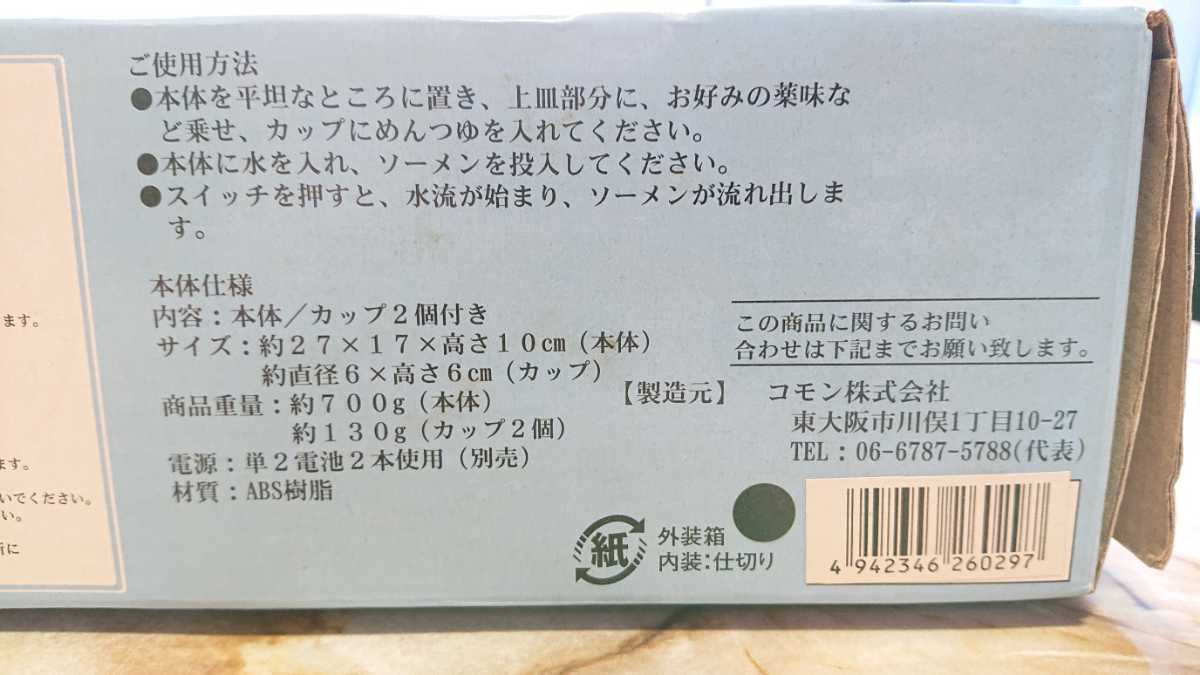 ご使用方法
●本体を平坦なところに置き、上皿部分に、お好みの薬味な
ど乗せ、カップにめんつゆを入れてください。
●本体に水を入れ、ソーメンを投入してください。
●スイッチを押すと、水流が始まり、ソーメンが流れ出しま
す。
本体仕様
内容：本体／カップ２個付き
サイズ：約２７×１７×高さ１０㎝（本体）
約直径６×高さ６㎝（カップ）
商品重量：約７００ｇ（本体）
約１３０ｇ（カップ２個）
電源：単２電池２本使用（別売）
材質：ABS樹脂
この商品に関するお問い
合わせは下記までお願い致します。
【製造元】 コモン株式会社
東大阪市川俣1丁目10-27
TEL：06-6787-5788(代表)
紙
外装箱
内装：仕切り
4 942346 260297
ます。
ます。
いでください。
い。
所に